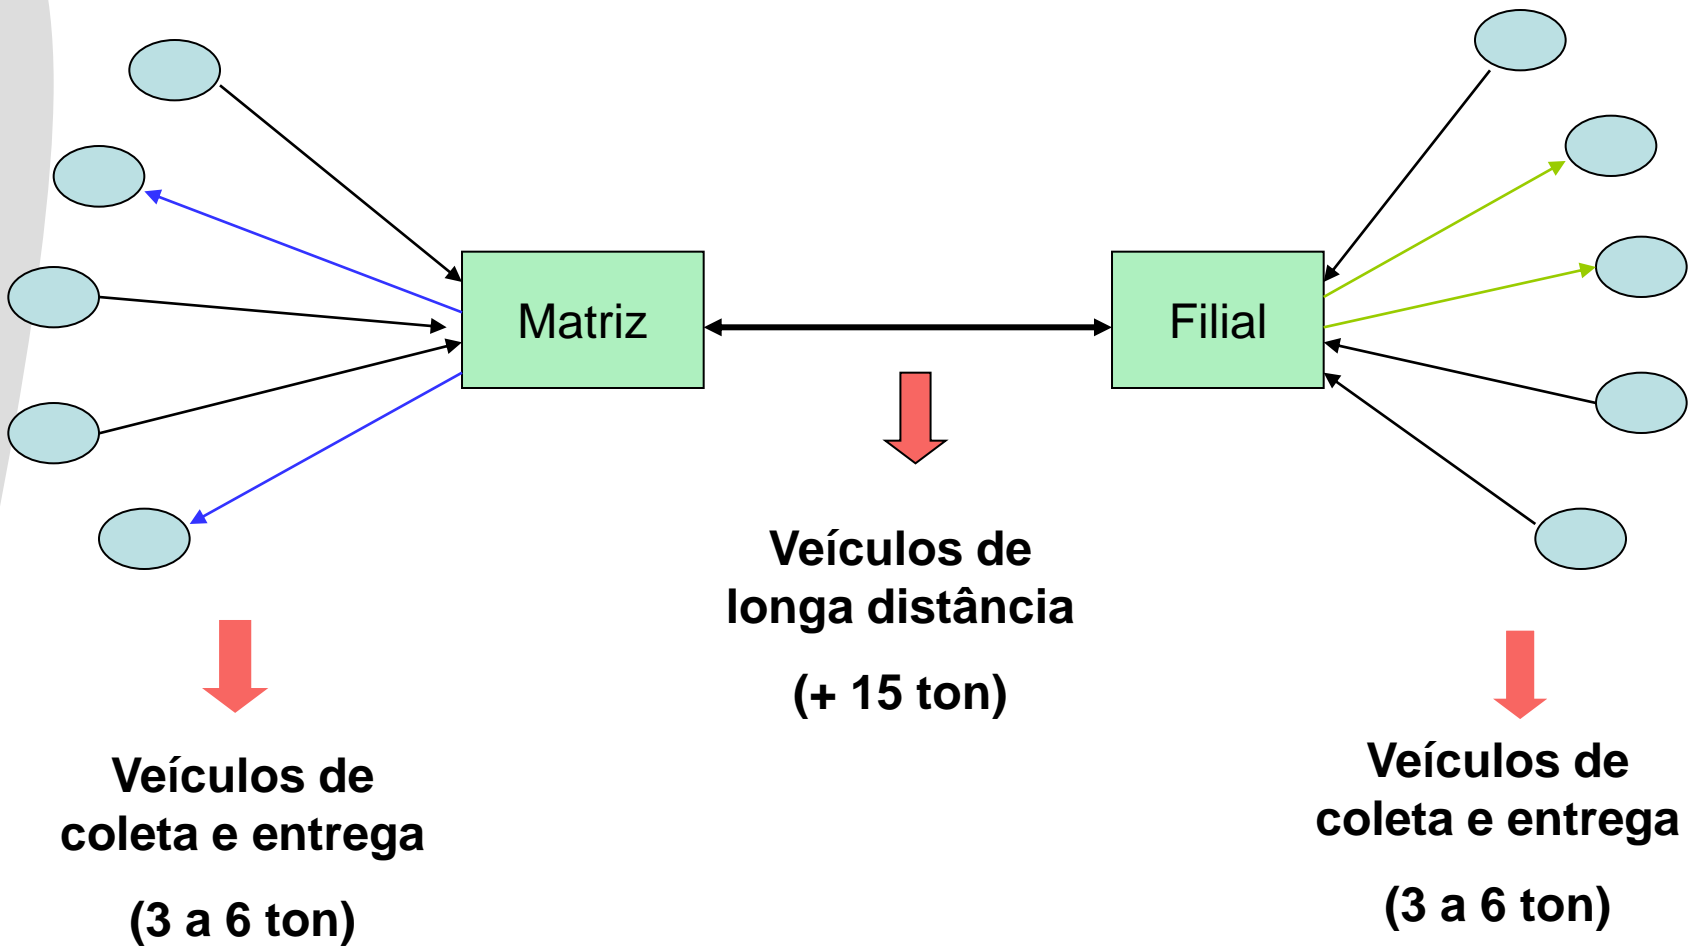 Matriz
Filial
Veículos de
longa distância
(+ 15 ton)
Veículos de
coleta e entrega
(3 a 6 ton)
Veículos de
coleta e entrega
(3 a 6 ton)